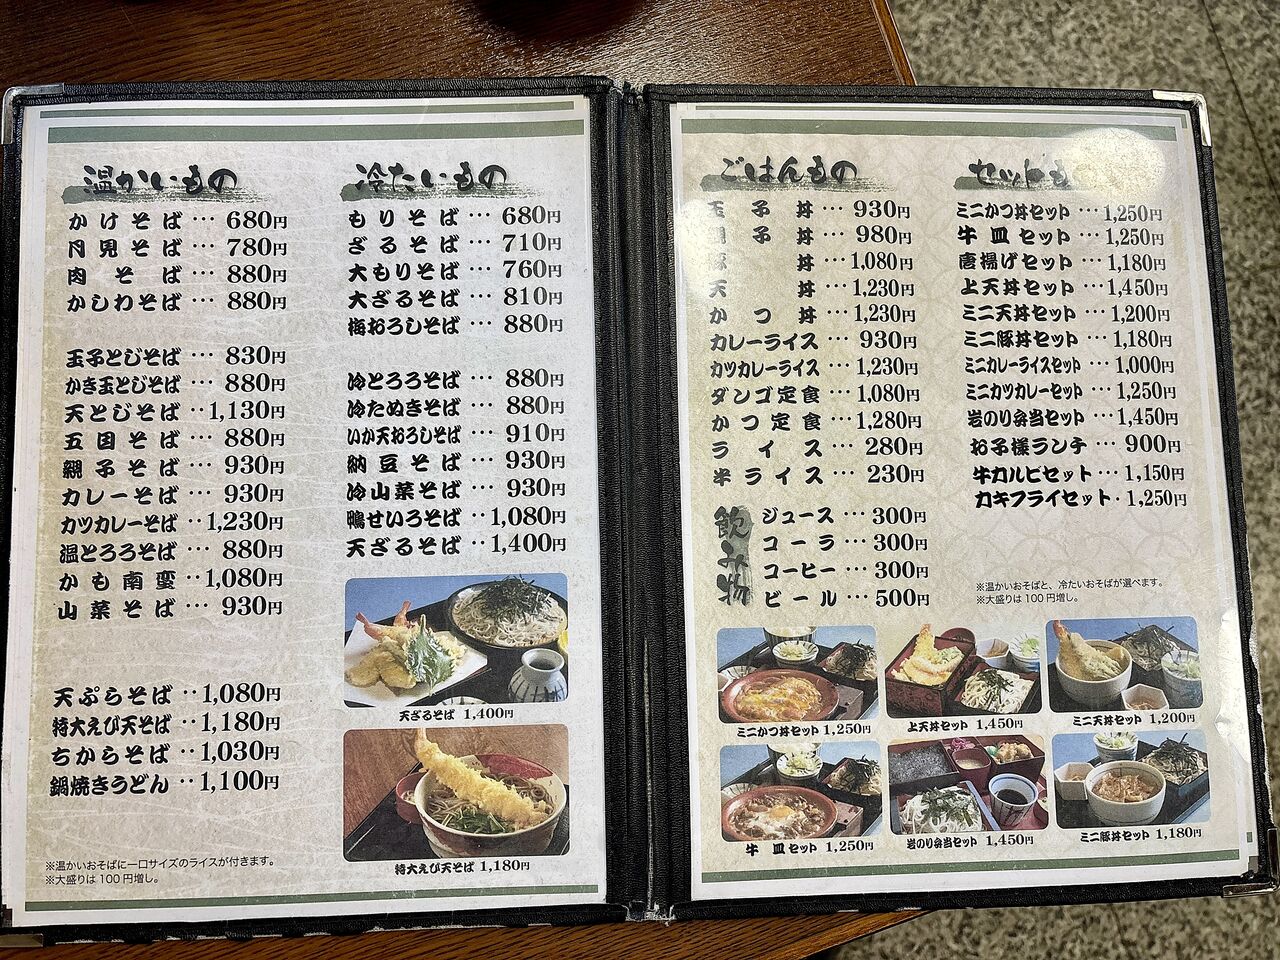 温かいもの
かけそば … 680円
月見そば … 780円
肉そば … 880円
かしわそば … 880円
玉子とじそば … 830円
かき玉とじそば … 880円
天とじそば ‥ 1,130円
五目そば … 880円
親子そば … 930円
カレーそば … 930円
カツカレーそば ‥ 1,230円
温とろろそば … 880円
かも南蛮 ‥ 1,080円
山菜そば … 930円
天ぷらそば ‥ 1,080円
特大えび天そば ‥ 1,180円
ちからそば ‥ 1,030円
鍋焼きうどん ‥ 1,100円
※温かいおそばに一口サイズのライスが付きます。
※大盛りは100円増し。
冷たいもの
もりそば … 680円
ざるそば … 710円
大もりそば … 760円
大ざるそば … 810円
梅おろしそば … 880円
冷とろろそば … 880円
冷たぬきそば … 880円
いか天おろしそば … 910円
納豆そば … 930円
冷山菜そば … 930円
鴨せいろそば ‥ 1,080円
天ざるそば ‥ 1,400円
天ざるそば 1,400円
特大えび天そば 1,180円
ごはんもの
玉子丼 … 930円
子丼 … 980円
丼 … 1,080円
天丼 … 1,230円
かつ丼 … 1,230円
カレーライス … 930円
カツカレーライス … 1,230円
ダンゴ定食 … 1,080円
かつ定食 … 1,280円
ライス … 280円
半ライス … 230円
飲み物
ジュース … 300円
コーラ … 300円
コーヒー … 300円
ビール … 500円
セット
ミニかつ丼セット … 1,250円
牛皿セット … 1,250円
唐揚げセット … 1,180円
上天丼セット … 1,450円
ミニ天丼セット … 1,200円
ミニ豚丼セット … 1,180円
ミニカレーライスセット … 1,000円
ミニカツカレーセット … 1,250円
岩のり弁当セット … 1,450円
お子様ランチ … 900円
牛カルビセット … 1,150円
カキフライセット · 1,250円
※温かいおそばと、冷たいおそばが選べます。
※大盛りは100円増し。
ミニかつ丼セット 1,250円
上天丼セット 1,450円
ミニ天丼セット 1,200円
牛皿セット 1,250円
岩のり弁当セット 1,450円
ミニ豚丼セット 1,180円